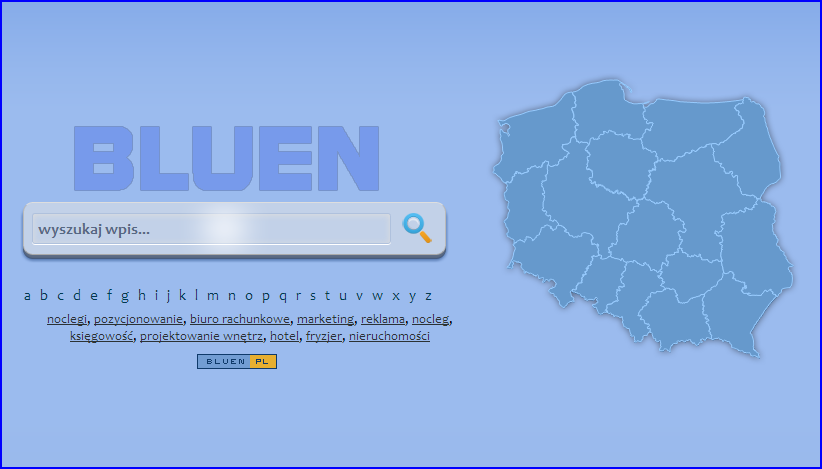 BLUEN
wyszukaj wpis...
a b c d e f g h i j k l m n o p q r s t u v w x y z
noclegi, pozycjonowanie, biuro rachunkowe, marketing, reklama, nocleg,
księgowość, projektowanie wnętrz, hotel, fryzjer, nieruchomości
BLUEN PL